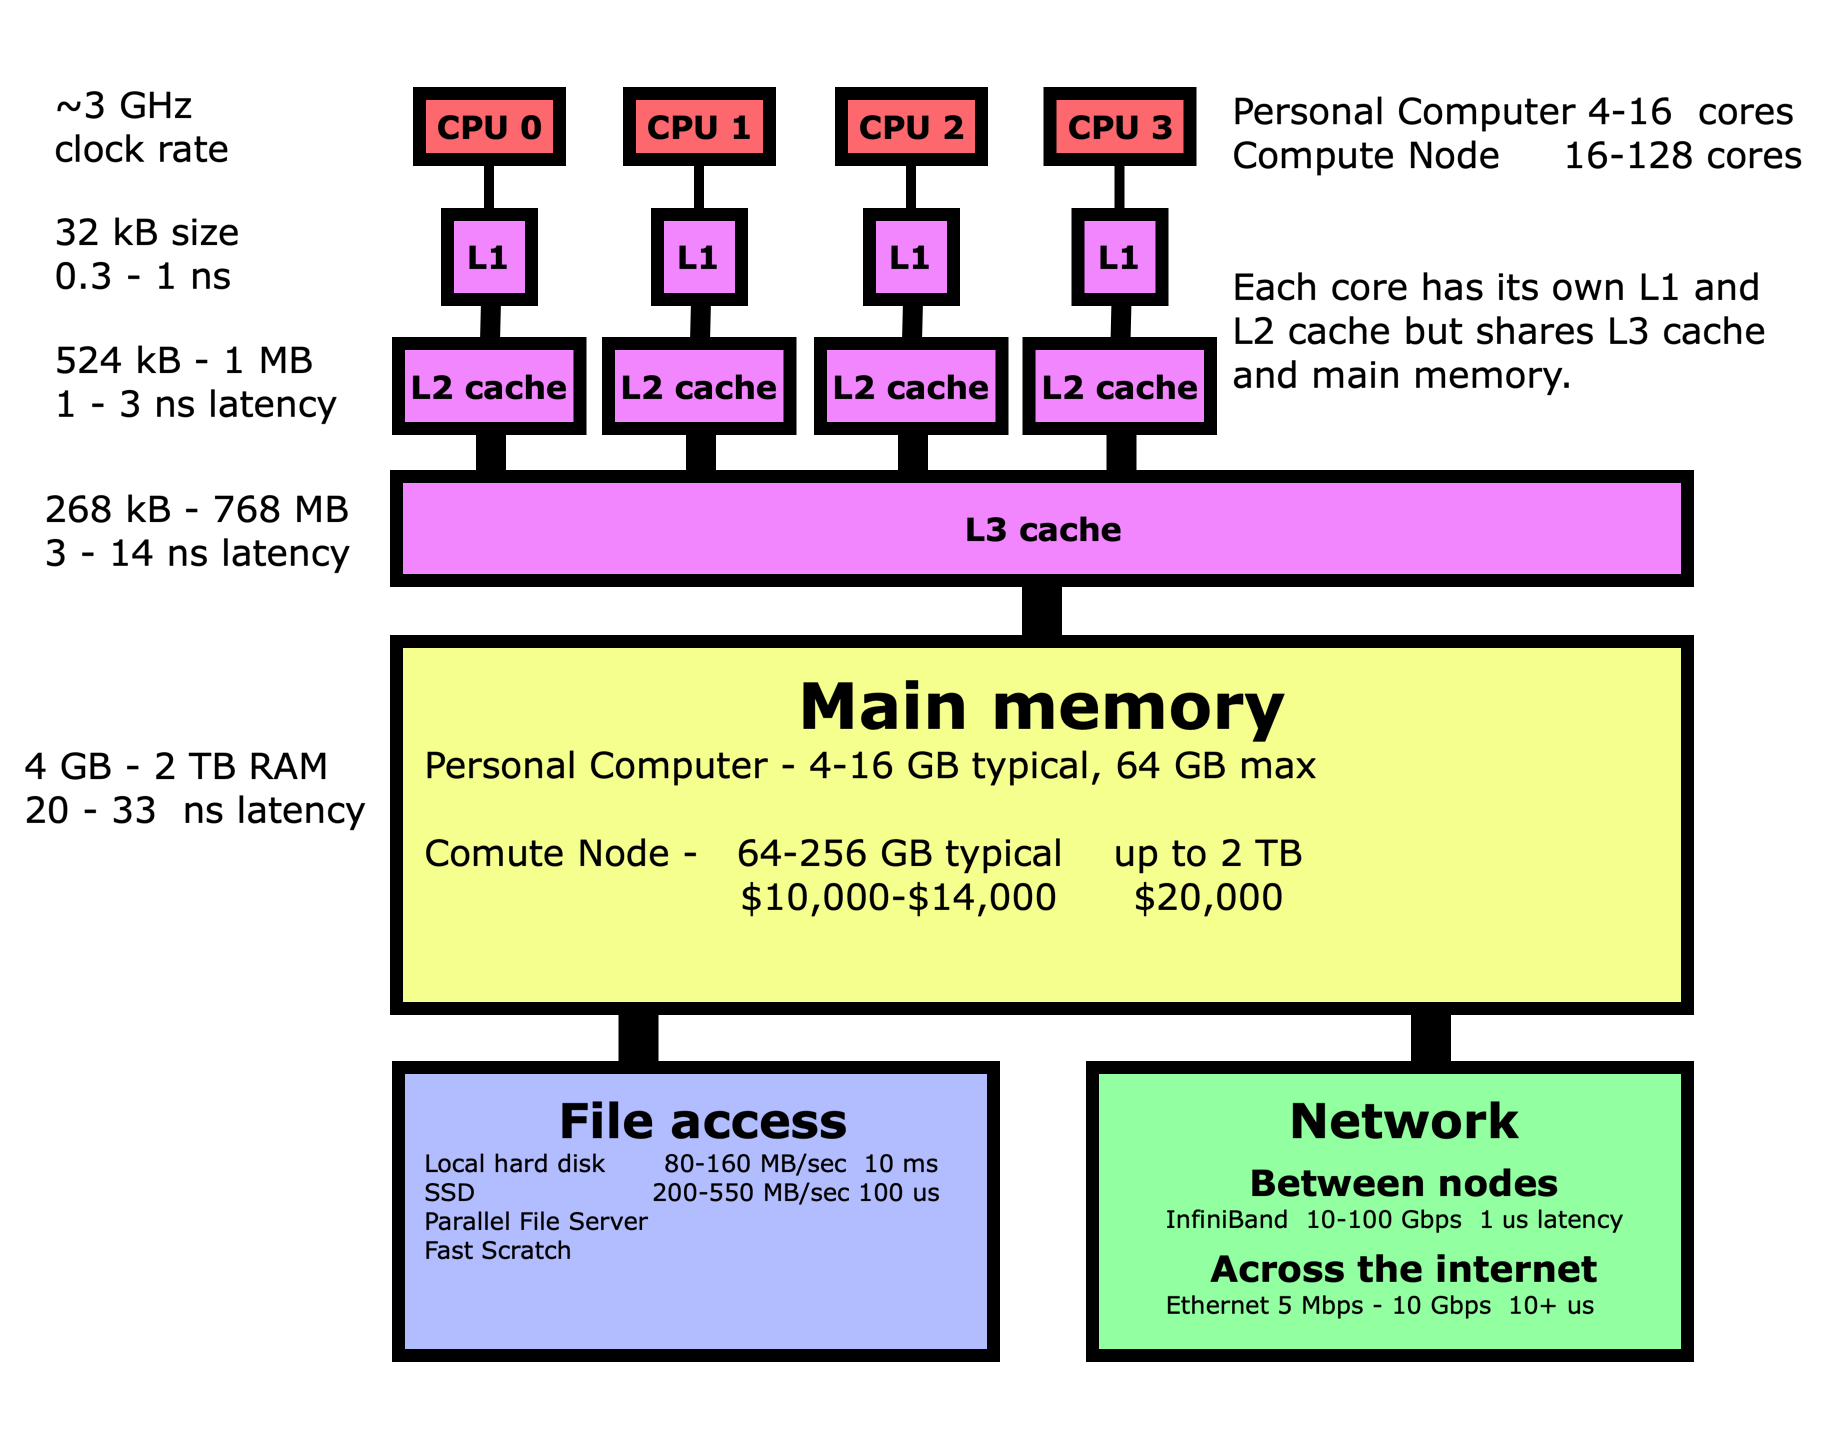 ~3 GHz
clock rate
CPU 0
CPU 1
CPU 2
CPU 3
Personal Computer 4-16 cores
Compute Node 16-128 cores
32 kB size
0.3 - 1 ns
L1
L1
L1
L1
Each core has its own L1 and
L2 cache but shares L3 cache
and main memory.
524 kB - 1 MB
1 - 3 ns latency
L2 cache
L2 cache
L2 cache
L2 cache
268 kB - 768 MB
3 - 14 ns latency
L3 cache
4 GB - 2 TB RAM
20 - 33 ns latency
Main memory
Personal Computer - 4-16 GB typical, 64 GB max
Comute Node - 64-256 GB typical up to 2 TB
$10,000-$14,000 $20,000
File access
Local hard disk 80-160 MB/sec 10 ms
SSD 200-550 MB/sec 100 us
Parallel File Server
Fast Scratch
Network
Between nodes
InfiniBand 10-100 Gbps 1 us latency
Across the internet
Ethernet 5 Mbps - 10 Gbps 10+ us